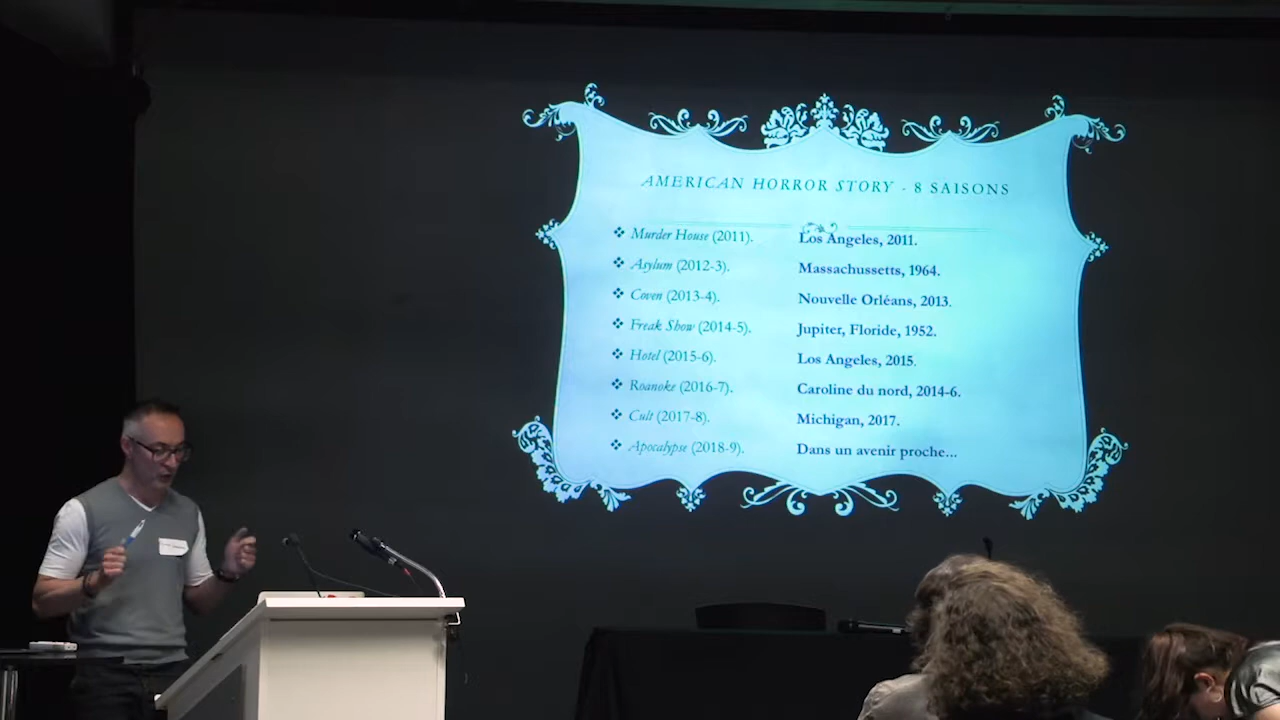 AMERICAN HORROR STORY - 8 SAISONS
❖ Murder House (2011). Los Angeles, 2011.
❖ Asylum (2012-3). Massachussetts, 1964.
❖ Coven (2013-4). Nouvelle Orléans, 2013.
❖ Freak Show (2014-5). Jupiter, Floride, 1952.
❖ Hotel (2015-6). Los Angeles, 2015.
❖ Roanoke (2016-7). Caroline du nord, 2014-6.
❖ Cult (2017-8). Michigan, 2017.
❖ Apocalypse (2018-9). Dans un avenir proche...